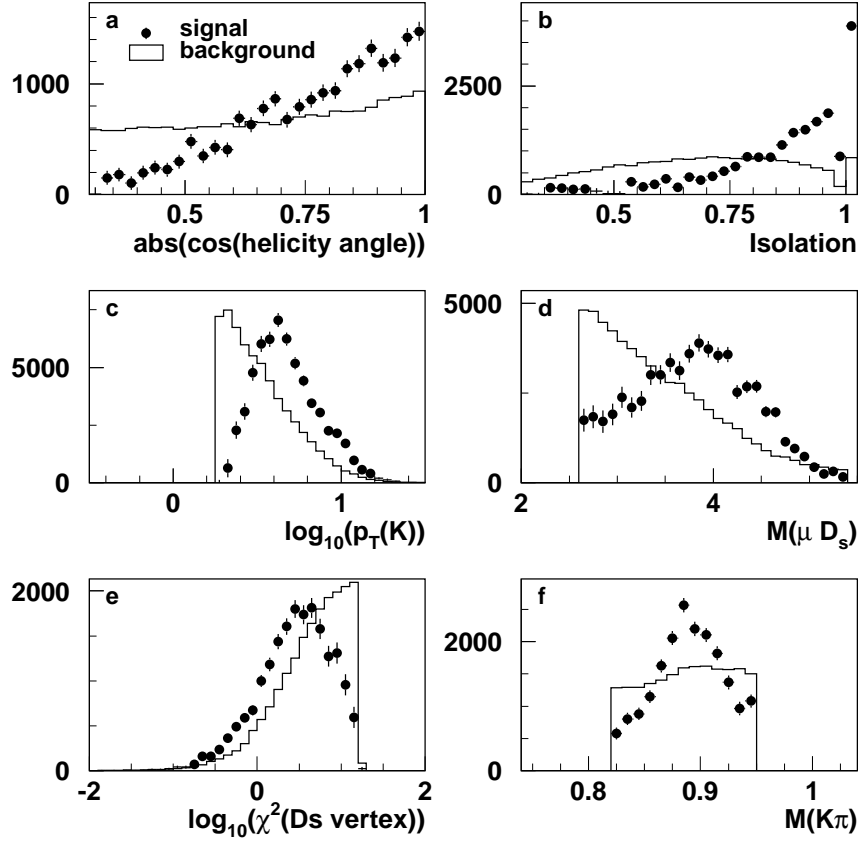 a
signal
background
1000
0
0.5
0.75
1
abs(cos(helicity angle))
b
2500
0
0.5
0.75
1
Isolation
c
5000
0
0
1
log10(pT(K))
d
5000
0
2
4
M(μ Ds)
e
2000
0
-2
0
2
log10(χ2(Ds vertex))
f
2000
0
0.8
0.9
1
M(Kπ)